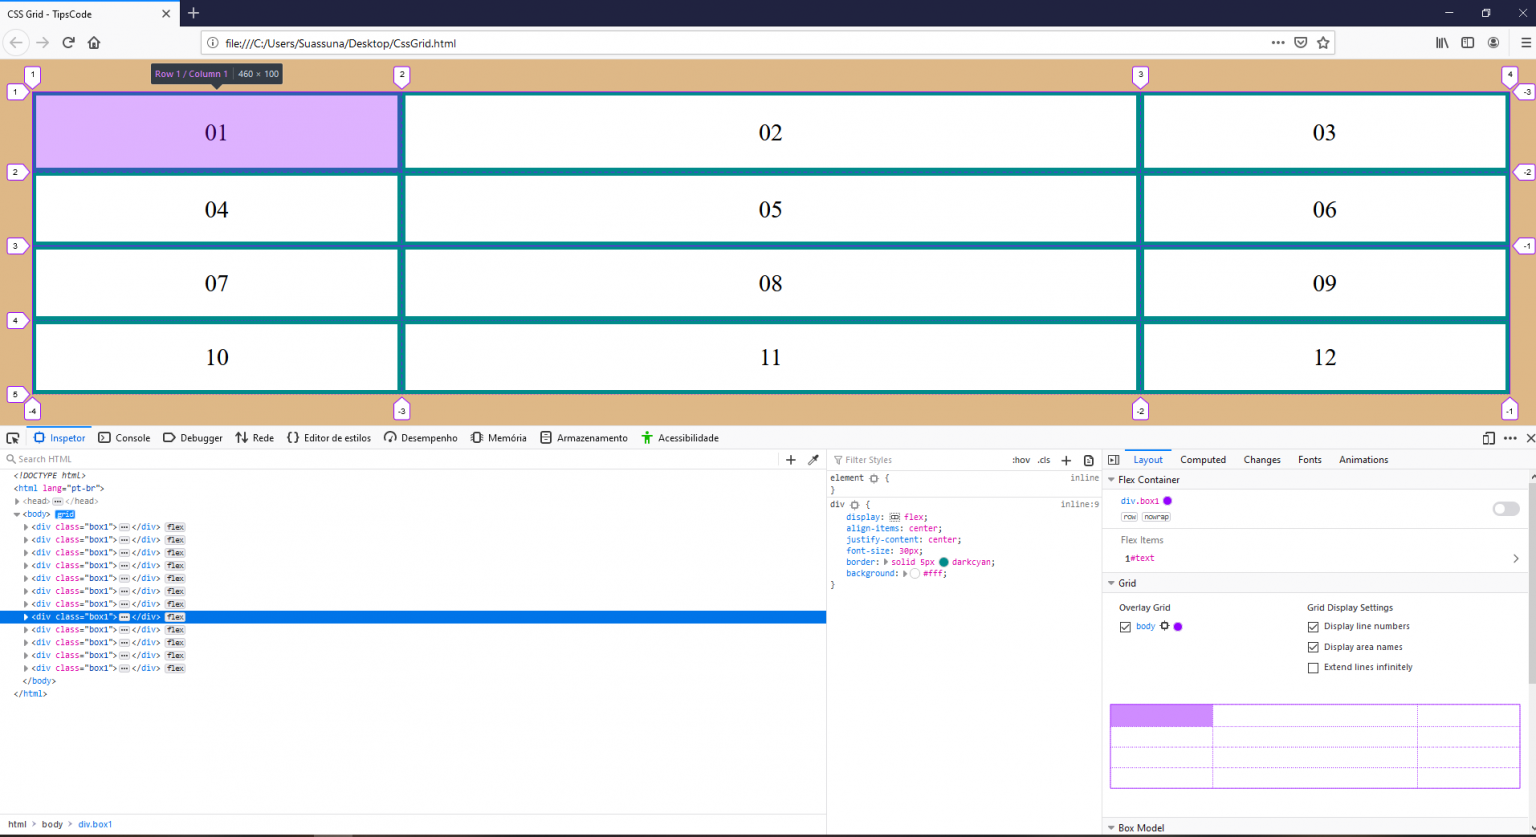 CSS Grid - TipsCode
file:///C:/Users/Suassuna/Desktop/CssGrid.html
Row 1 / Column 1 460 × 100
1 2 3 4
1 -3
01 02 03
2 -2
04 05 06
3 -1
07 08 09
4
10 11 12
5
-4 -3 -2 -1
Inspetor Console Debugger Rede Editor de estilos Desempenho Memória Armazenamento Acessibilidade
Search HTML
<!DOCTYPE html>
<html lang="pt-br">
<head></head>
<body> grid
<div class="box1"></div> flex
<div class="box1"></div> flex
<div class="box1"></div> flex
<div class="box1"></div> flex
<div class="box1"></div> flex
<div class="box1"></div> flex
<div class="box1"></div> flex
<div class="box1"></div> flex
<div class="box1"></div> flex
<div class="box1"></div> flex
<div class="box1"></div> flex
<div class="box1"></div> flex
</body>
</html>
html > body > div.box1
Filter Styles :hov .cls
element { inline
}
div { inline:9
display: flex;
align-items: center;
justify-content: center;
font-size: 30px;
border: solid 5px darkcyan;
background: #fff;
}
Layout Computed Changes Fonts Animations
Flex Container
div.box1
row nowrap
Flex Items
1#text
Grid
Overlay Grid Grid Display Settings
body Display line numbers
Display area names
Extend lines infinitely
Box Model